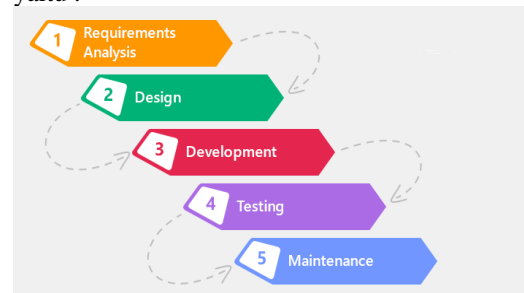 1
Requirements
Analysis
2
Design
3
Development
4
Testing
5
Maintenance